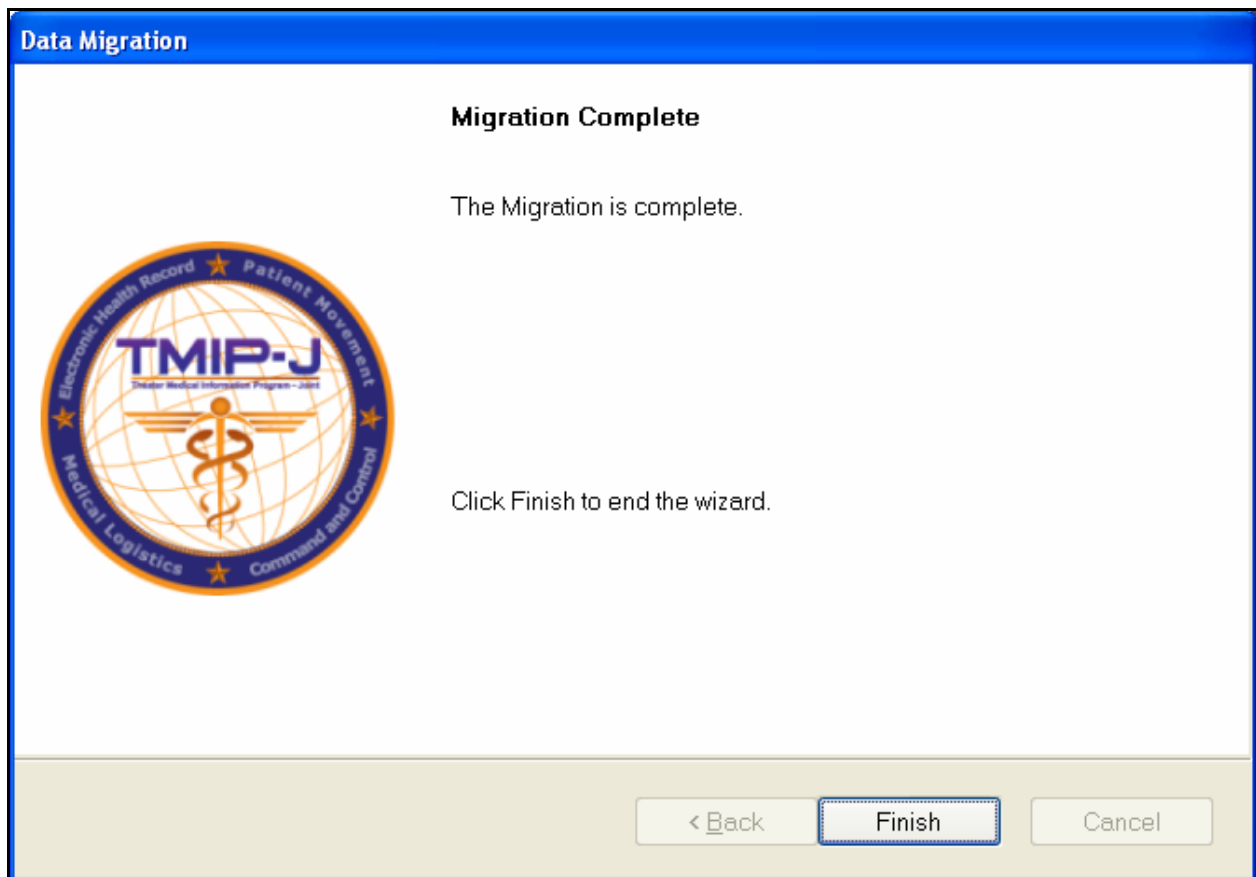 Data Migration
Migration Complete
The Migration is complete.
Electronic Health Record
Patient Movement
TMIP-J
Theater Medical Information Program - Joint
Medical Logistics
Command and Control
Click Finish to end the wizard.
< Back
Finish
Cancel